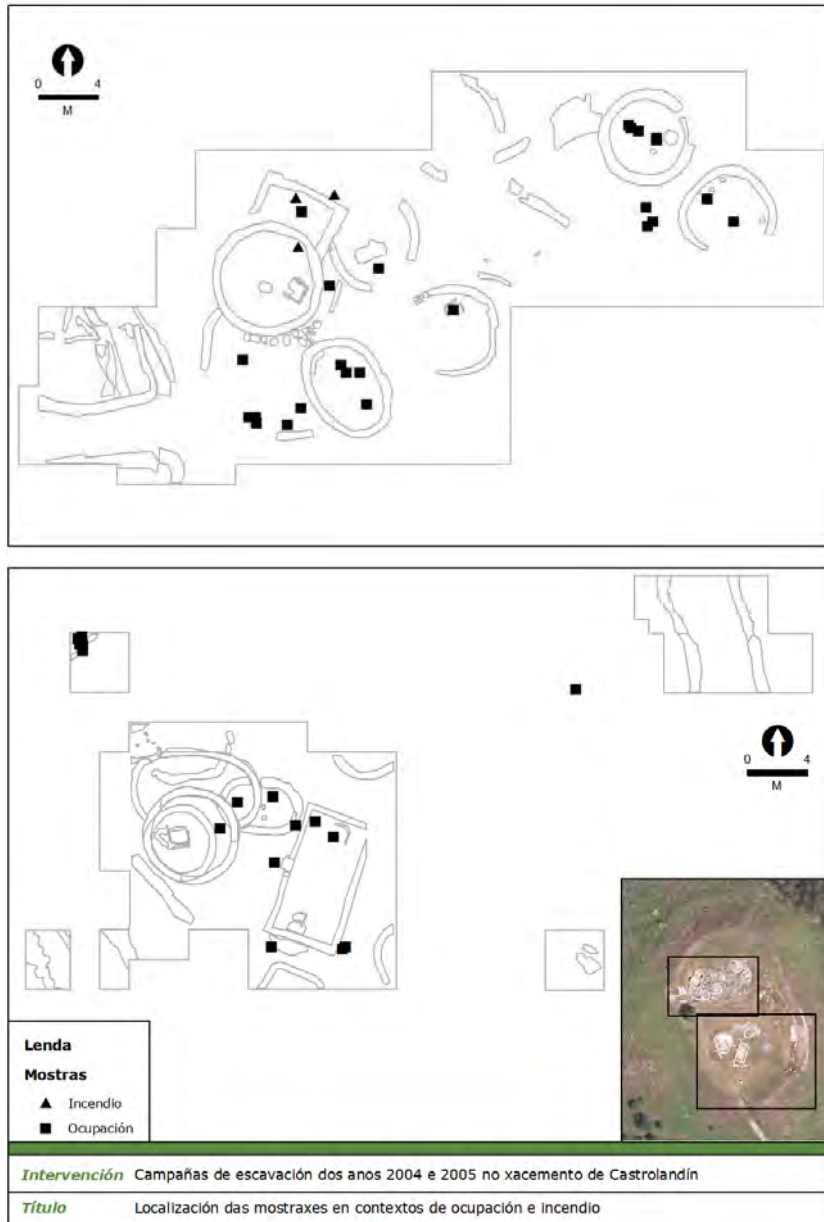 0 4
M
0 4
M
Lenda
Mostras
Incendio
Ocupación
Intervención Campañas de escavación dos anos 2004 e 2005 no xacemento de Castrolandín
Título Localización das mostraxes en contextos de ocupación e incendio